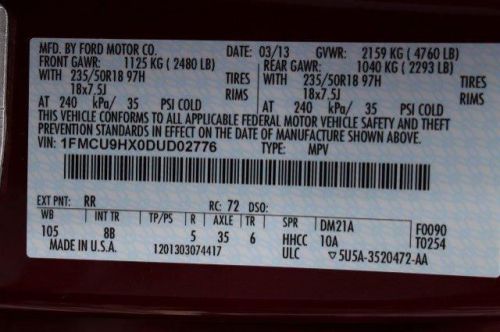 MFD. BY FORD MOTOR CO. DATE: 03/13 GVWR: 2159 KG ( 4760 LB)
FRONT GAWR: 1125 KG ( 2480 LB) REAR GAWR: 1040 KG ( 2293 LB)
WITH 235/50R18 97H TIRES WITH 235/50R18 97H TIRES
18x7.5J RIMS 18x7.5J RIMS
AT 240 kPa/ 35 PSI COLD AT 240 kPa/ 35 PSI COLD
THIS VEHICLE CONFORMS TO ALL APPLICABLE FEDERAL MOTOR VEHICLE SAFETY AND THEFT PREVENTION STANDARDS IN EFFECT ON THE DATE OF MANUFACTURE SHOWN ABOVE.
VIN: 1FMCU9HX0DUD02776 TYPE: MPV
EXT PNT: RR RC: 72 DSO:
WB INT TR TP/PS R AXLE TR SPR DM21A F0090
105 8B 5 35 6 HHCC 10A T0254
MADE IN U.S.A. 1201303074417 ULC ▽5U5A-3520472-AA